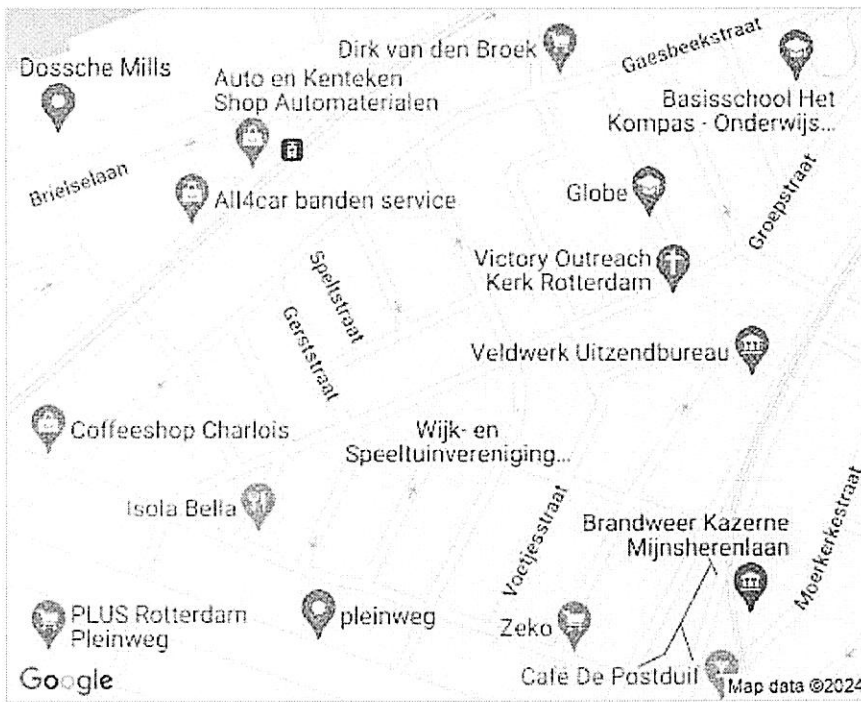 Dirk van den Broek
Gaesbeekstraat
Dossche Mills
Auto en Kenteken
Shop Automaterialen
Basisschool Het
Kompas - Onderwijs...
Brielselaan
All4car banden service
Globe
Groepstraat
Victory Outreach
Kerk Rotterdam
Speltstraat
Gerststraat
Veldwerk Uitzendbureau
Coffeeshop Charlois
Wijk- en
Speeltuinvereniging...
Isola Bella
Voetjesstraat
Brandweer Kazerne
Mijnsherenlaan
Moerkerkestraat
PLUS Rotterdam
Pleinweg
pleinweg
Zeko
Café De Postduif
Google
Map data ©2024